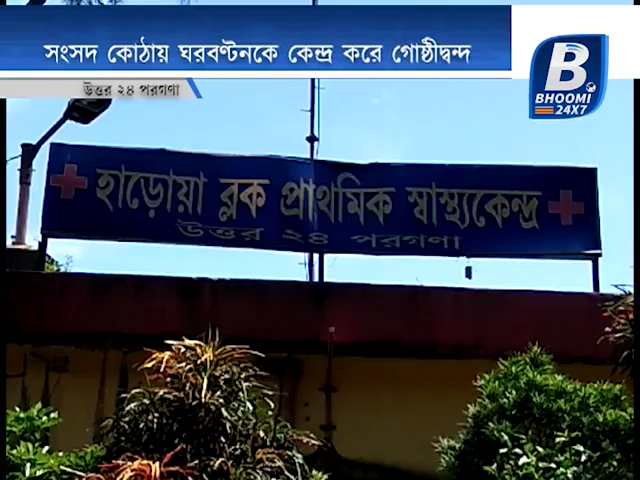 সংসদ কোঠায় ঘরবণ্টনকে কেন্দ্র করে গোষ্ঠীদ্বন্দ
উত্তর ২৪ পরগণা
B
BHOOMI
24X7
হাড়োয়া ব্লক প্রাথমিক স্বাস্থ্যকেন্দ্র
উত্তর ২৪ পরগণা